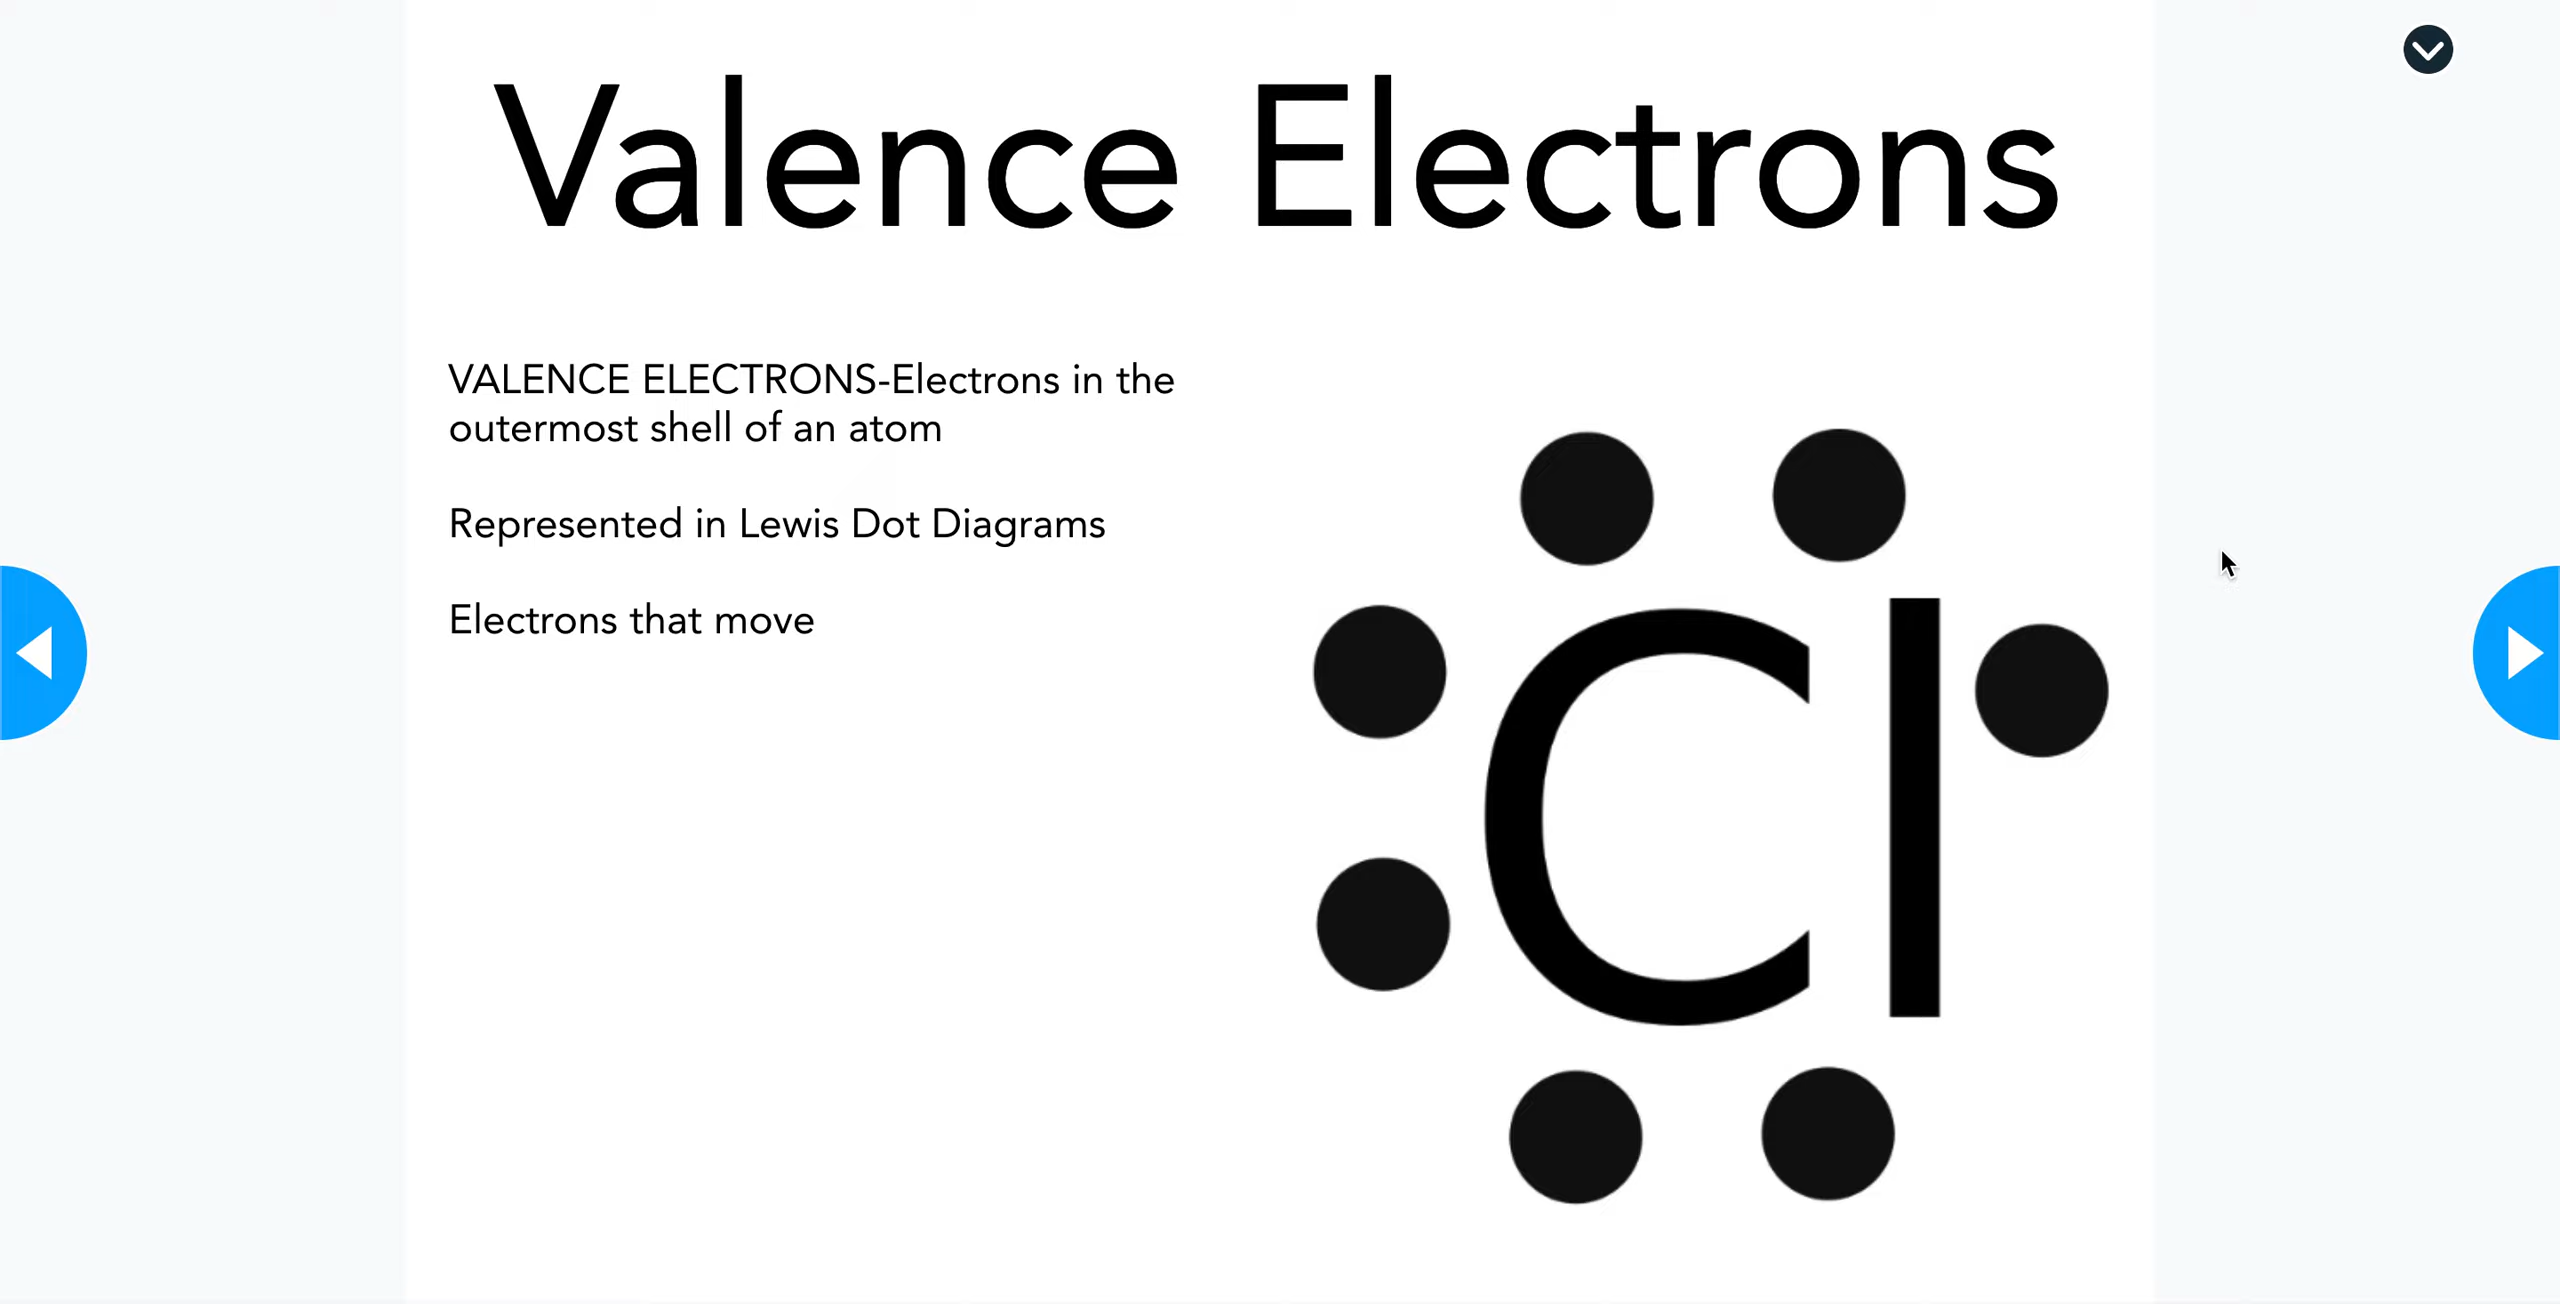 Valence Electrons
VALENCE ELECTRONS-Electrons in the
outermost shell of an atom
Represented in Lewis Dot Diagrams
Electrons that move
Cl